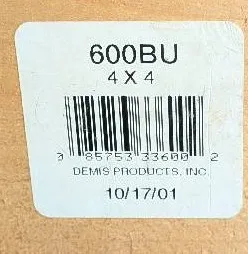 600BU
4 X 4
0 85753 33600 2
DEMIS PRODUCTS, INC.
10/17/01